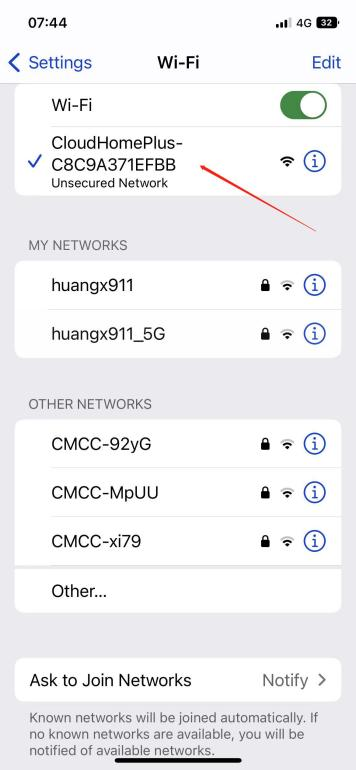 07:44
4G 32
Settings
Wi-Fi
Edit
Wi-Fi
CloudHomePlus-
C8C9A371EFBB
Unsecured Network
MY NETWORKS
huangx911
huangx911_5G
OTHER NETWORKS
CMCC-92yG
CMCC-MpUU
CMCC-xi79
Other...
Ask to Join Networks
Notify
Known networks will be joined automatically. If
no known networks are available, you will be
notified of available networks.